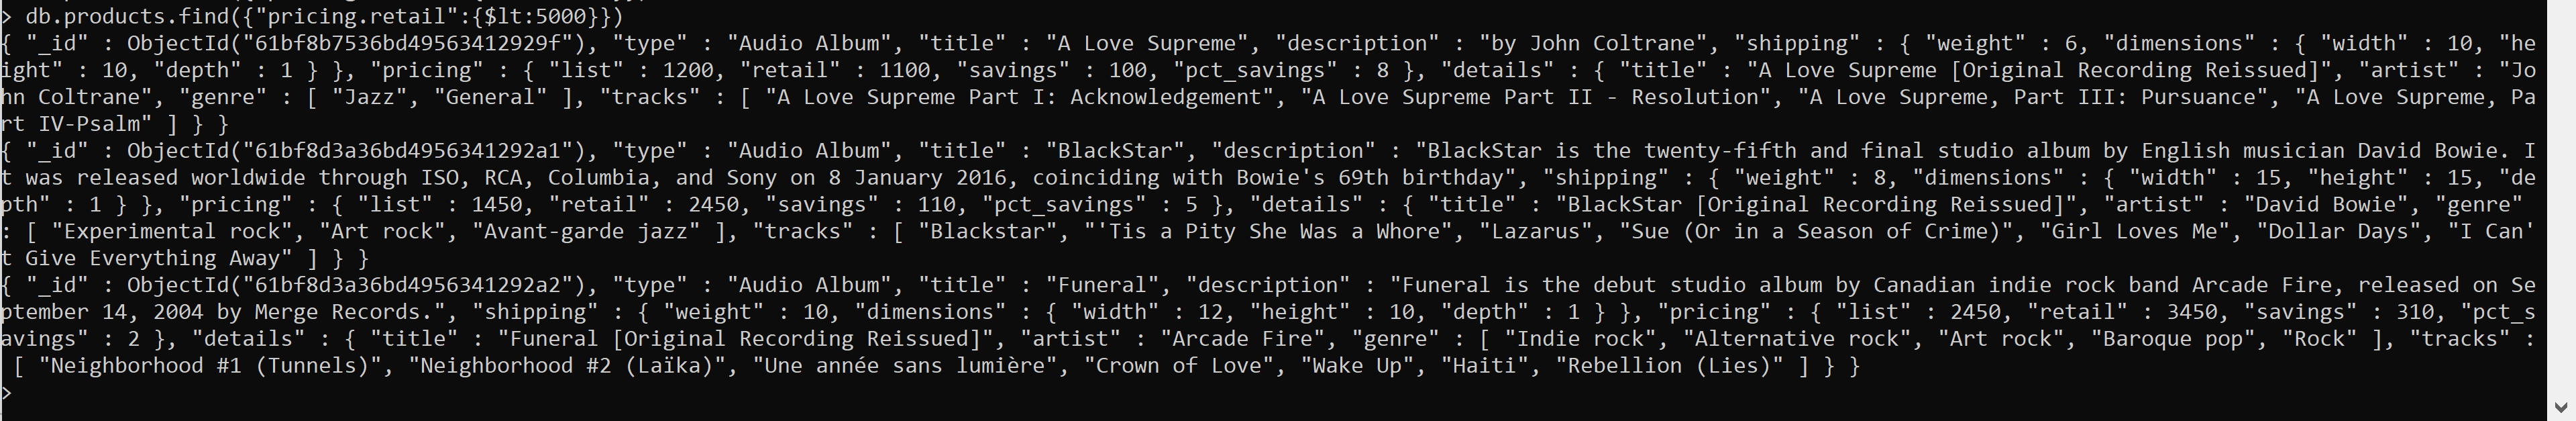 > db.products.find({"pricing.retail":{$lt:5000}})
{ "_id" : ObjectId("61bf8b7536bd49563412929f"), "type" : "Audio Album", "title" : "A Love Supreme", "description" : "by John Coltrane", "shipping" : { "weight" : 6, "dimensions" : { "width" : 10, "he
ight" : 10, "depth" : 1 } }, "pricing" : { "list" : 1200, "retail" : 1100, "savings" : 100, "pct_savings" : 8 }, "details" : { "title" : "A Love Supreme [Original Recording Reissued]", "artist" : "Jo
hn Coltrane", "genre" : [ "Jazz", "General" ], "tracks" : [ "A Love Supreme Part I: Acknowledgement", "A Love Supreme Part II - Resolution", "A Love Supreme, Part III: Pursuance", "A Love Supreme, Pa
rt IV-Psalm" ] } }
{ "_id" : ObjectId("61bf8d3a36bd4956341292a1"), "type" : "Audio Album", "title" : "BlackStar", "description" : "BlackStar is the twenty-fifth and final studio album by English musician David Bowie. I
t was released worldwide through ISO, RCA, Columbia, and Sony on 8 January 2016, coinciding with Bowie's 69th birthday", "shipping" : { "weight" : 8, "dimensions" : { "width" : 15, "height" : 15, "de
pth" : 1 } }, "pricing" : { "list" : 1450, "retail" : 2450, "savings" : 110, "pct_savings" : 5 }, "details" : { "title" : "BlackStar [Original Recording Reissued]", "artist" : "David Bowie", "genre"
: [ "Experimental rock", "Art rock", "Avant-garde jazz" ], "tracks" : [ "Blackstar", "'Tis a Pity She Was a Whore", "Lazarus", "Sue (Or in a Season of Crime)", "Girl Loves Me", "Dollar Days", "I Can'
t Give Everything Away" ] } }
{ "_id" : ObjectId("61bf8d3a36bd4956341292a2"), "type" : "Audio Album", "title" : "Funeral", "description" : "Funeral is the debut studio album by Canadian indie rock band Arcade Fire, released on Se
ptember 14, 2004 by Merge Records.", "shipping" : { "weight" : 10, "dimensions" : { "width" : 12, "height" : 10, "depth" : 1 } }, "pricing" : { "list" : 2450, "retail" : 3450, "savings" : 310, "pct_s
avings" : 2 }, "details" : { "title" : "Funeral [Original Recording Reissued]", "artist" : "Arcade Fire", "genre" : [ "Indie rock", "Alternative rock", "Art rock", "Baroque pop", "Rock" ], "tracks" :
[ "Neighborhood #1 (Tunnels)", "Neighborhood #2 (Laïka)", "Une année sans lumière", "Crown of Love", "Wake Up", "Haiti", "Rebellion (Lies)" ] } }
>